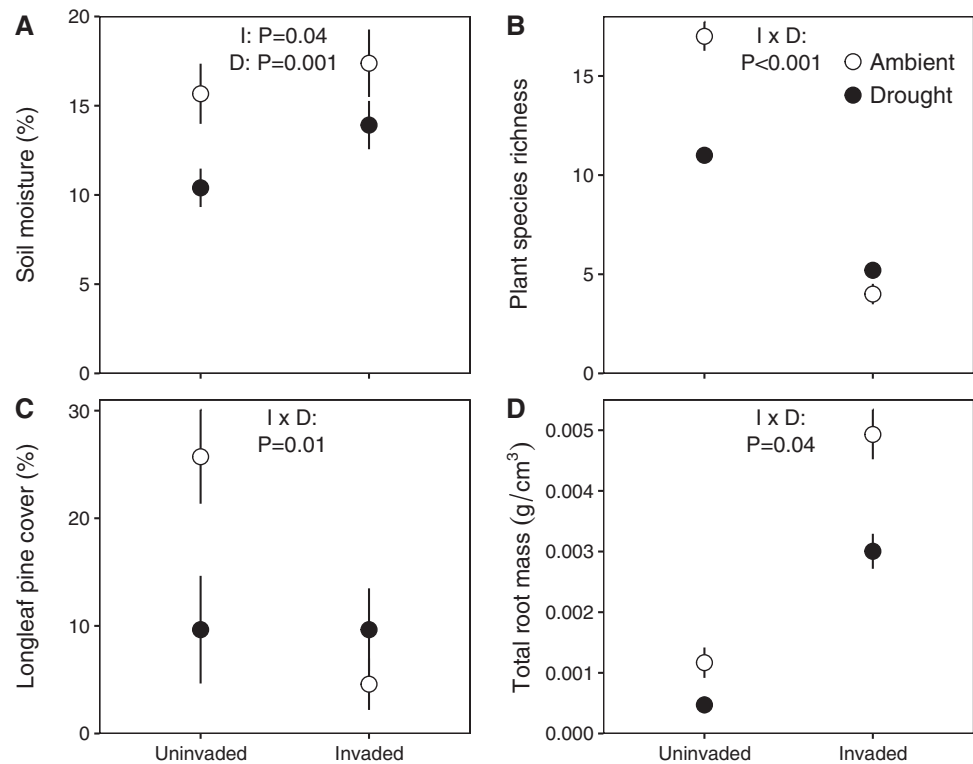 A
I: P=0.04
D: P=0.001
Soil moisture (%)
20
15
10
5
0
B
I x D:
P<0.001
Ambient
Drought
Plant species richness
15
10
5
0
C
I x D:
P=0.01
Longleaf pine cover (%)
30
20
10
0
Uninvaded
Invaded
D
I x D:
P=0.04
Total root mass (g/cm³)
0.005
0.004
0.003
0.002
0.001
0.000
Uninvaded
Invaded